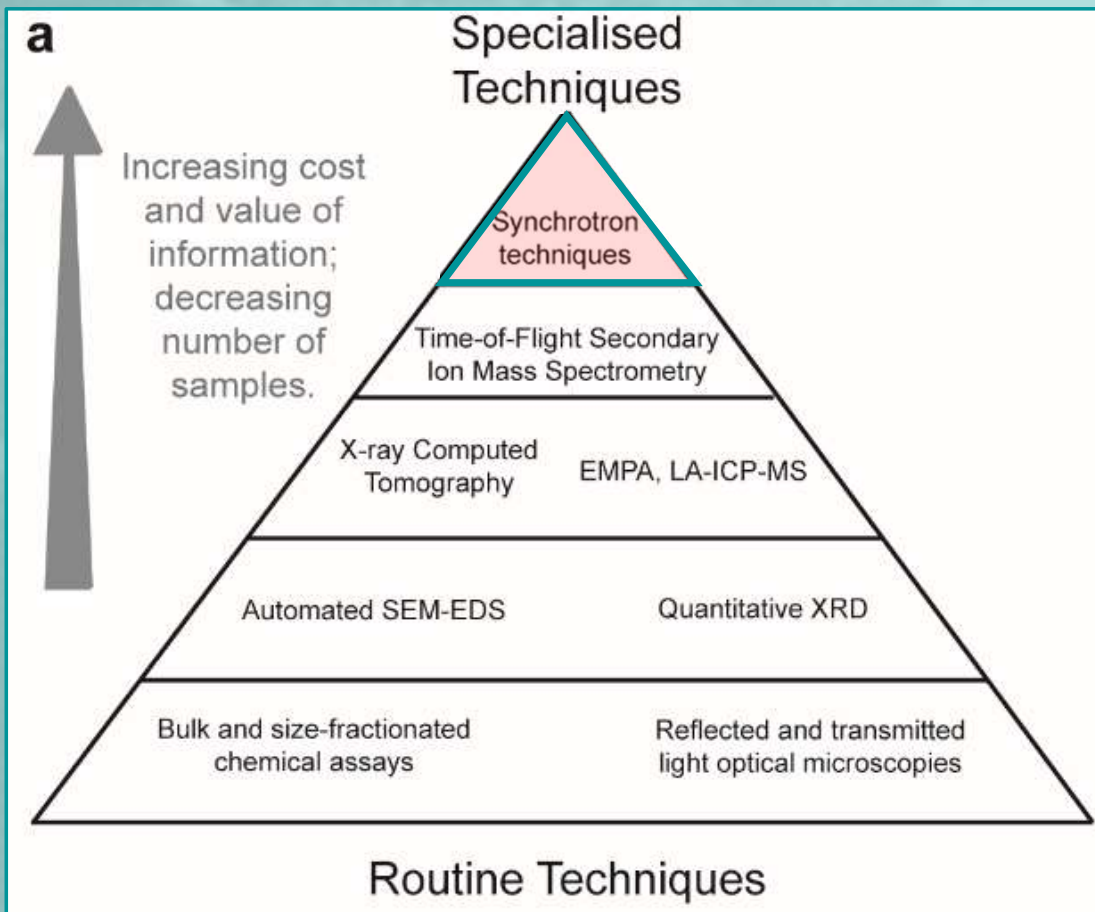 a
Specialised
Techniques
Increasing cost
and value of
information;
decreasing
number of
samples.
Synchrotron
techniques
Time-of-Flight Secondary
Ion Mass Spectrometry
X-ray Computed
Tomography
EMPA, LA-ICP-MS
Automated SEM-EDS
Quantitative XRD
Bulk and size-fractionated
chemical assays
Reflected and transmitted
light optical microscopies
Routine Techniques